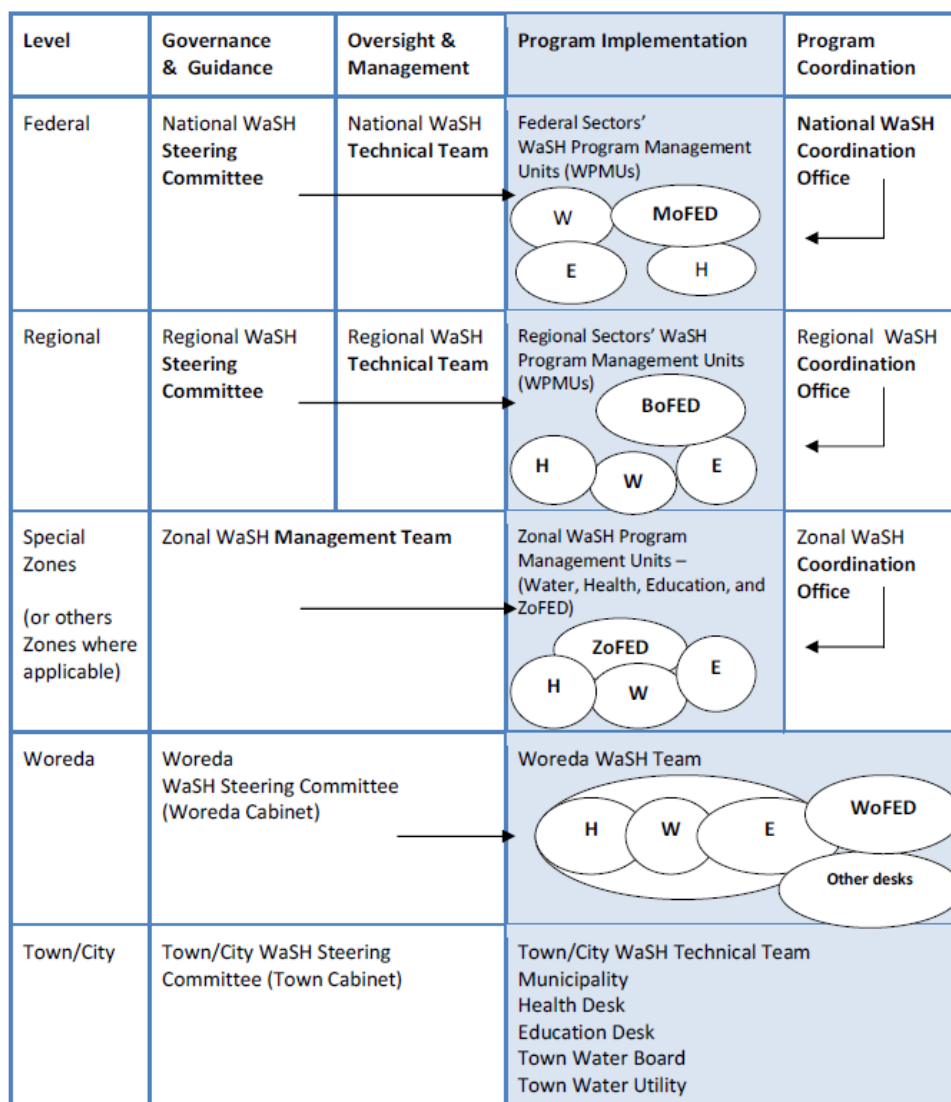 Level
Governance
& Guidance
Oversight &
Management
Program Implementation
Program
Coordination
Federal
National WaSH
Steering
Committee
National WaSH
Technical Team
Federal Sectors'
WaSH Program Management
Units (WPMUs)
W
MoFED
E
H
National WaSH
Coordination
Office
Regional
Regional WaSH
Steering
Committee
Regional WaSH
Technical Team
Regional Sectors' WaSH
Program Management Units
(WPMUs)
BoFED
H
W
E
Regional WaSH
Coordination
Office
Special
Zones
(or others
Zones where
applicable)
Zonal WaSH Management Team
Zonal WaSH Program
Management Units –
(Water, Health, Education, and
ZoFED)
ZoFED
H
W
E
Zonal WaSH
Coordination
Office
Woreda
Woreda
WaSH Steering Committee
(Woreda Cabinet)
Woreda WaSH Team
H
W
E
WoFED
Other desks
Town/City
Town/City WaSH Steering
Committee (Town Cabinet)
Town/City WaSH Technical Team
Municipality
Health Desk
Education Desk
Town Water Board
Town Water Utility